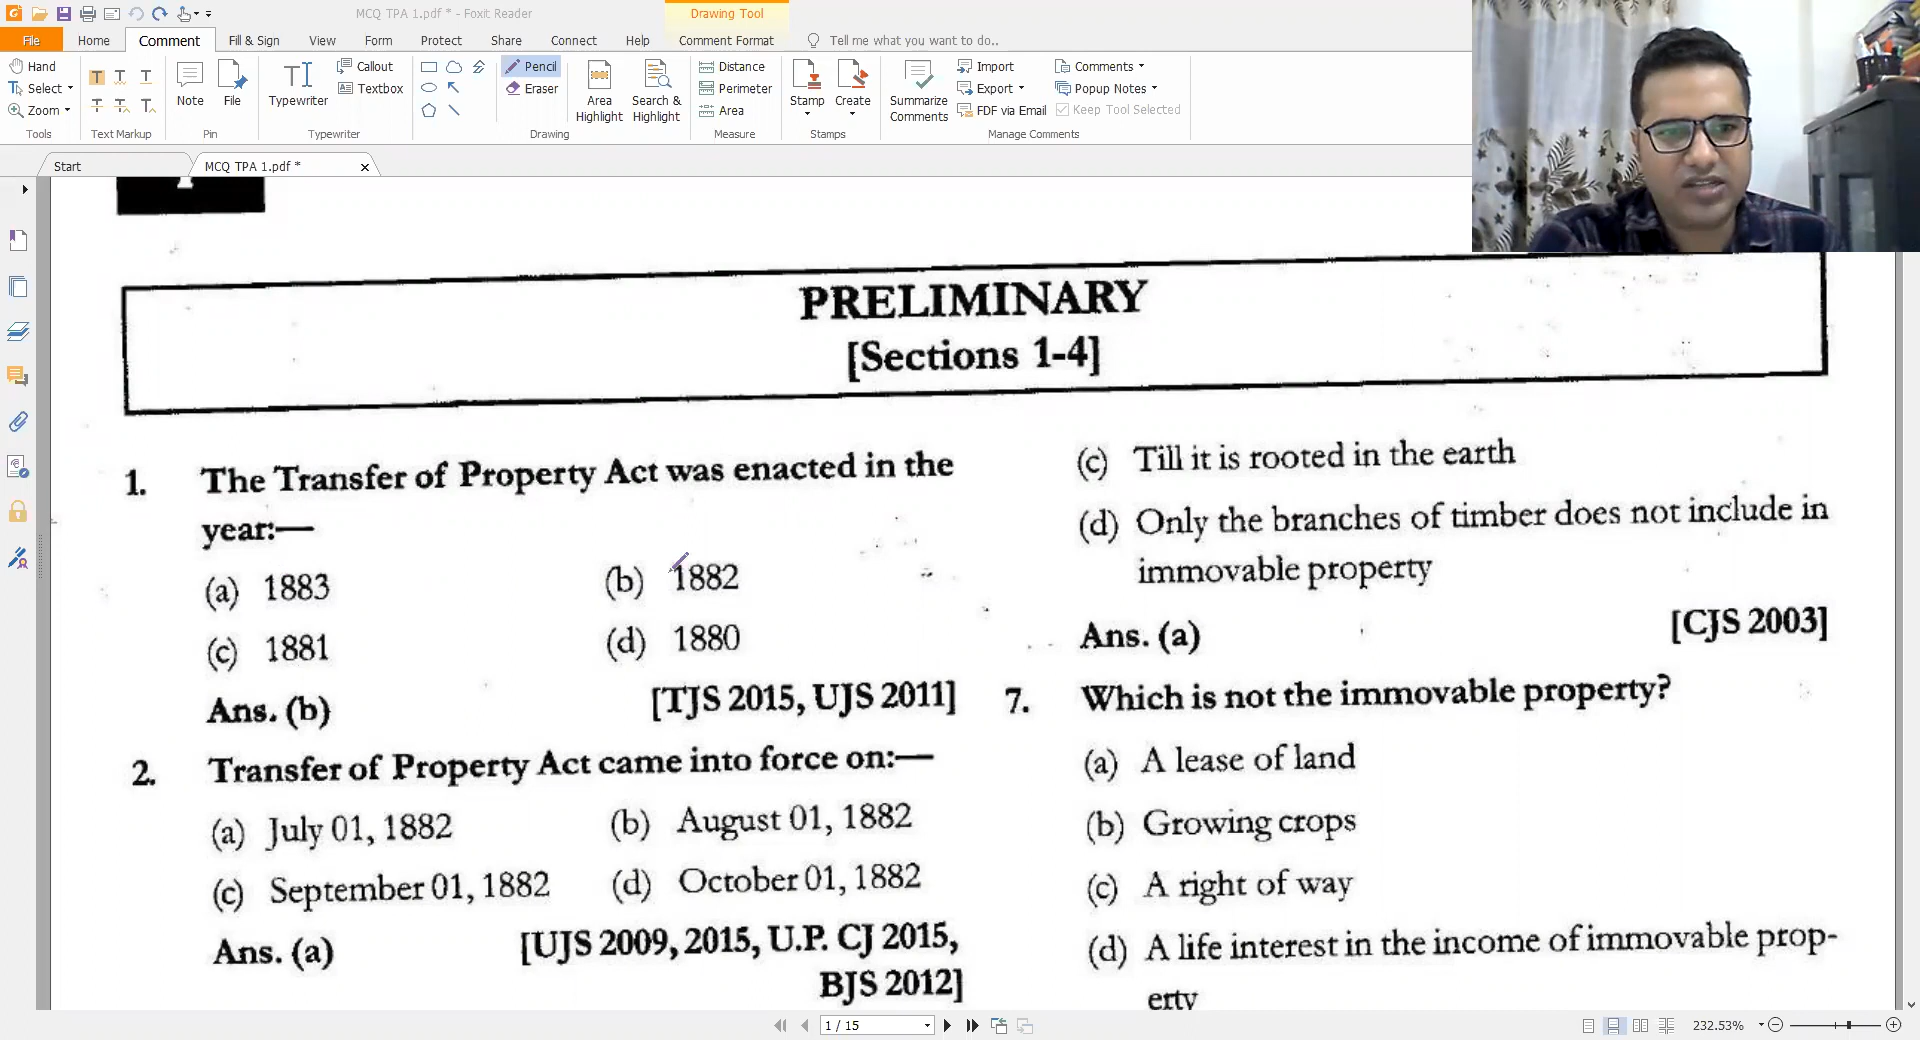 MCQ TPA 1.pdf * - Foxit Reader
Drawing Tool
File
Home
Comment
Fill & Sign
View
Form
Protect
Share
Connect
Help
Comment Format
Tell me what you want to do..
Hand
Select
Zoom
Tools
Text Markup
Note
File
Pin
Typewriter
Callout
Textbox
Typewriter
Pencil
Eraser
Area Highlight
Search & Highlight
Drawing
Distance
Perimeter
Area
Measure
Stamp
Create
Stamps
Summarize Comments
Import
Export
FDF via Email
Comments
Popup Notes
Keep Tool Selected
Manage Comments
Start
MCQ TPA 1.pdf *
PRELIMINARY
[Sections 1-4]
1. The Transfer of Property Act was enacted in the
year:—
(a) 1883 (b) 1882
(c) 1881 (d) 1880
Ans. (b) [TJS 2015, UJS 2011]
2. Transfer of Property Act came into force on:—
(a) July 01, 1882 (b) August 01, 1882
(c) September 01, 1882 (d) October 01, 1882
Ans. (a) [UJS 2009, 2015, U.P. CJ 2015,
BJS 2012]
(c) Till it is rooted in the earth
(d) Only the branches of timber does not include in
immovable property
Ans. (a) [CJS 2003]
7. Which is not the immovable property?
(a) A lease of land
(b) Growing crops
(c) A right of way
(d) A life interest in the income of immovable prop-
erty
1 / 15
232.53%